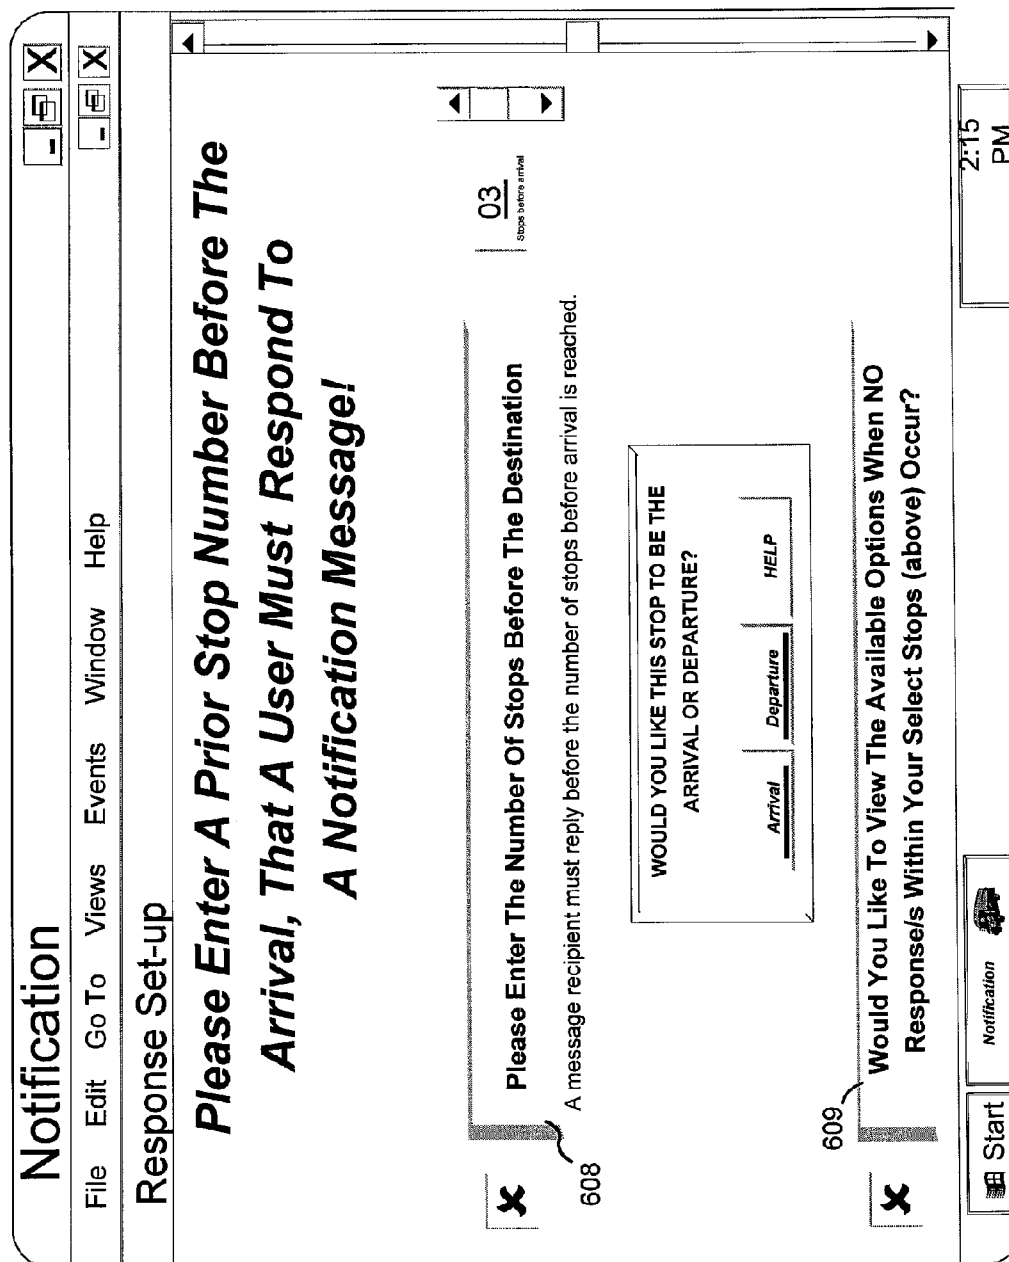 Notification
File Edit Go To Views Events Window Help
Response Set-up
Please Enter A Prior Stop Number Before The
Arrival, That A User Must Respond To
A Notification Message!
Please Enter The Number Of Stops Before The Destination
03
Stops before arrival
A message recipient must reply before the number of stops before arrival is reached.
608
WOULD YOU LIKE THIS STOP TO BE THE
ARRIVAL OR DEPARTURE?
Arrival Departure HELP
609
Would You Like To View The Available Options When NO
Response/s Within Your Select Stops (above) Occur?
Start Notification 2:15
PM